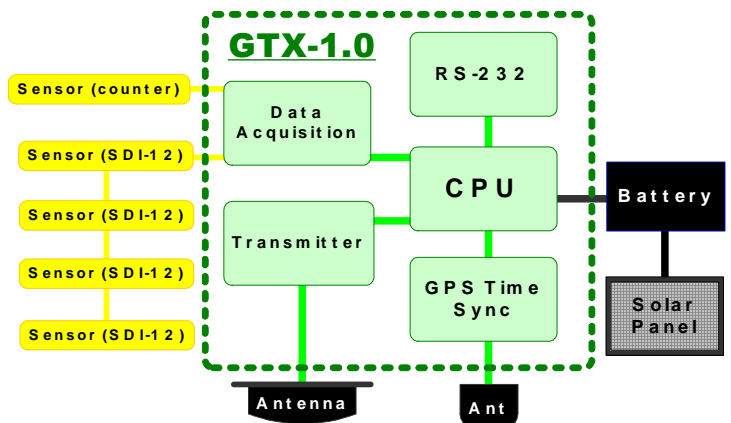 GTX-1.0
RS-232
Sensor (counter)
Data
Acquisition
Sensor (SDI-12)
CPU
Battery
Sensor (SDI-12)
Transmitter
Sensor (SDI-12)
GPS Time
Sync
Solar
Panel
Sensor (SDI-12)
Antenna
Ant